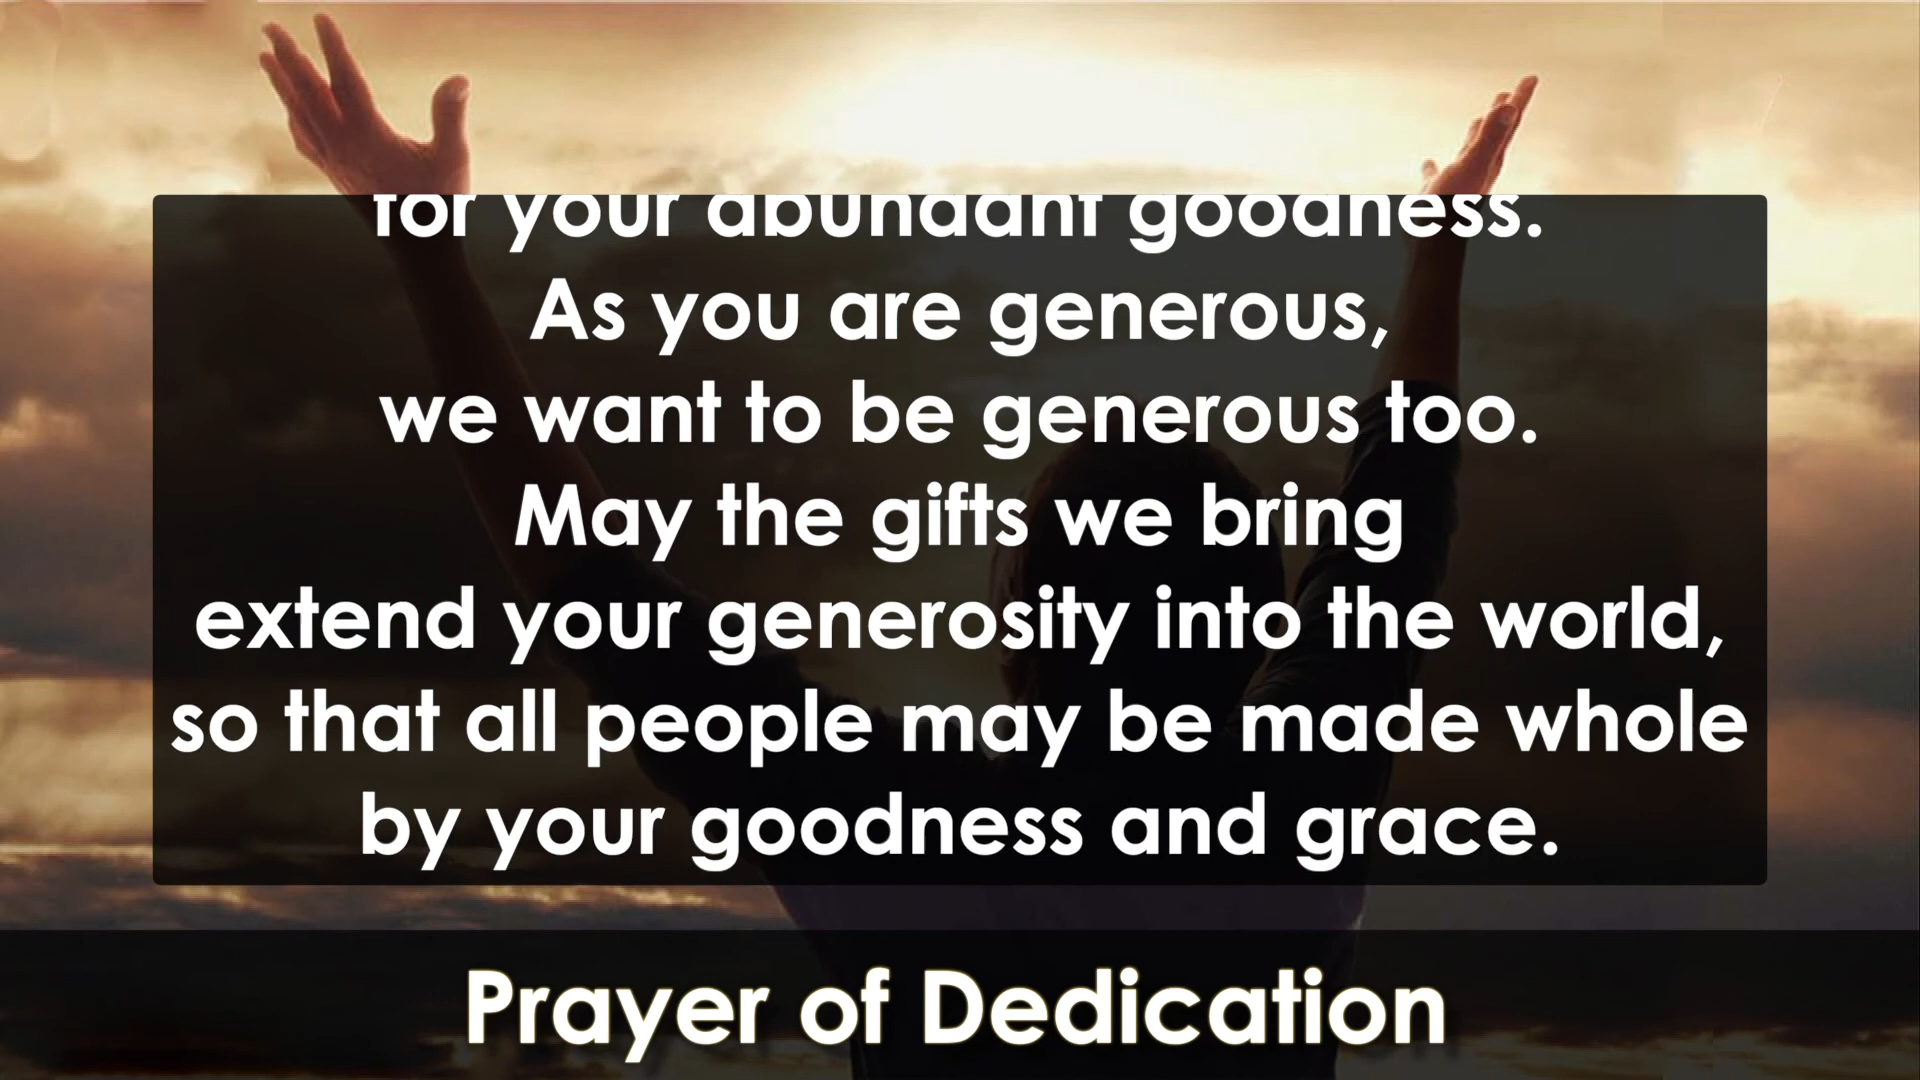 for your abundant goodness.
As you are generous,
we want to be generous too.
May the gifts we bring
extend your generosity into the world,
so that all people may be made whole
by your goodness and grace.
Prayer of Dedication